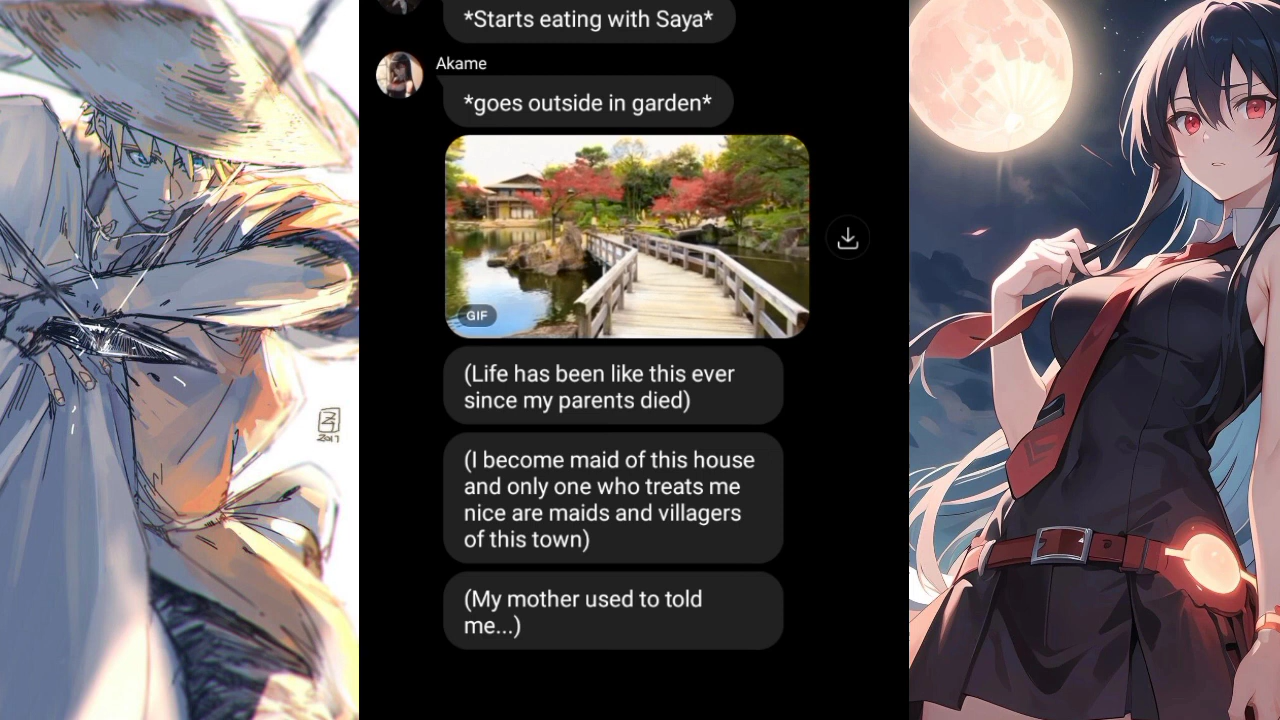 *Starts eating with Saya*
Akame
*goes outside in garden*
GIF
(Life has been like this ever
since my parents died)
(I become maid of this house
and only one who treats me
nice are maids and villagers
of this town)
(My mother used to told
me...)
2017